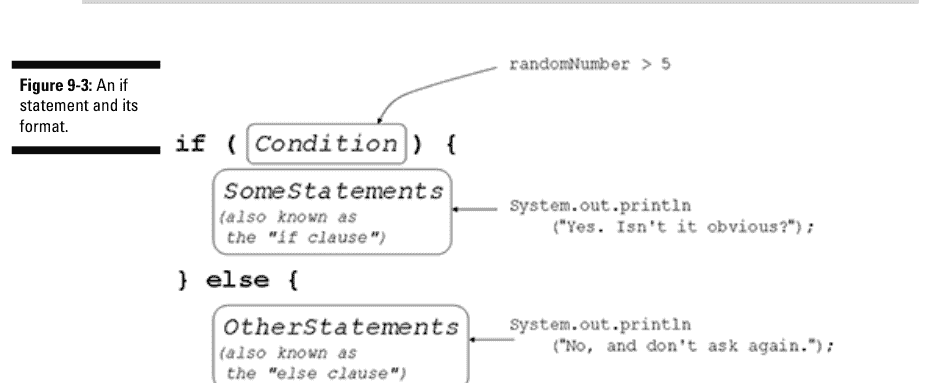 randomNumber > 5
Figure 9-3: An if
statement and its
format.
if ( Condition ) {
SomeStatements
(also known as
the "if clause")
System.out.println
("Yes. Isn't it obvious?");
} else {
OtherStatements
(also known as
the "else clause")
System.out.println
("No, and don't ask again.");